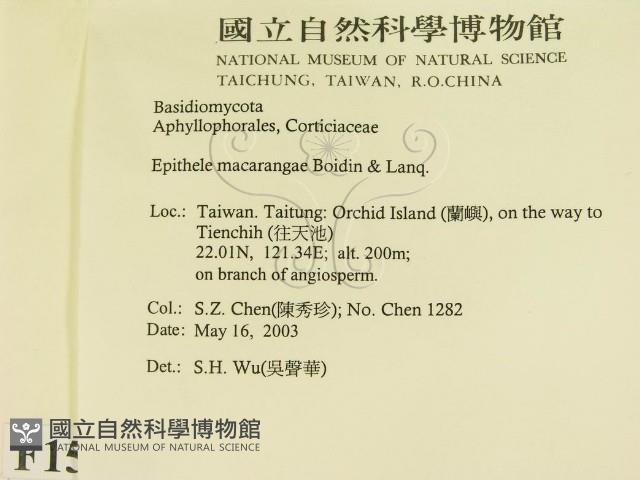 國立自然科學博物館
NATIONAL MUSEUM OF NATURAL SCIENCE
TAICHUNG, TAIWAN, R.O.CHINA
Basidiomycota
Aphyllophorales, Corticiaceae
Epithele macarangae Boidin & Lanq.
Loc.: Taiwan. Taitung: Orchid Island (蘭嶼), on the way to
Tienchih (往天池)
22.01N, 121.34E; alt. 200m;
on branch of angiosperm.
Col.: S.Z. Chen(陳秀珍); No. Chen 1282
Date: May 16, 2003
Det.: S.H. Wu(吳聲華)
國立自然科學博物館
NATIONAL MUSEUM OF NATURAL SCIENCE
F15